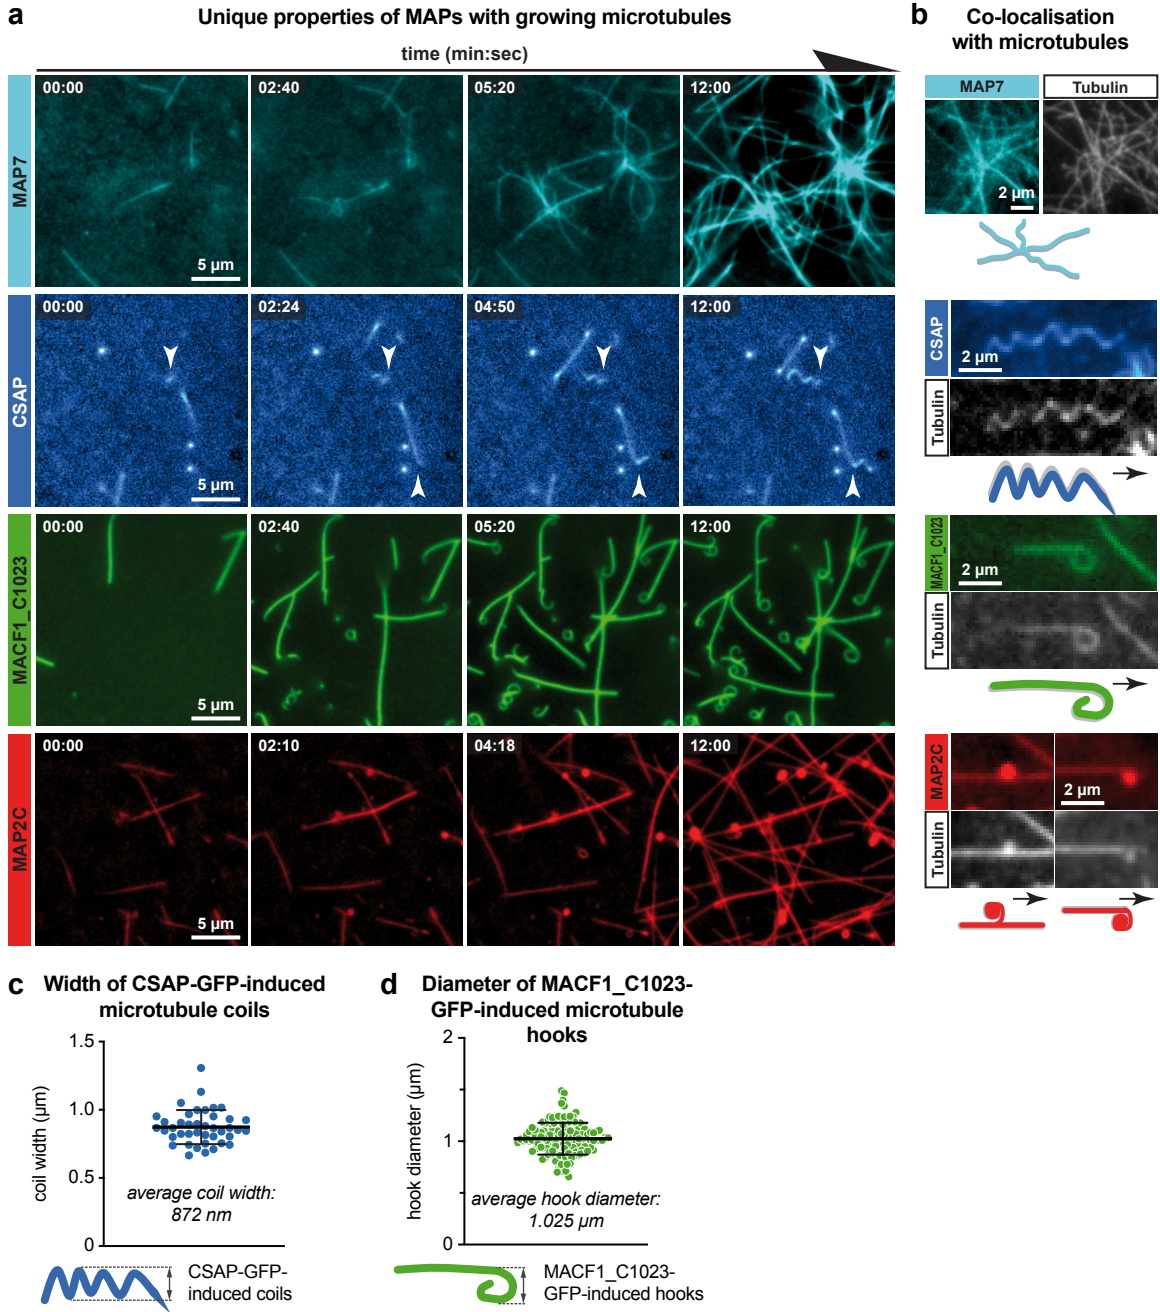 a
Unique properties of MAPs with growing microtubules
time (min:sec)
MAP7
00:00
02:40
05:20
12:00
5 µm
CSAP
00:00
02:24
04:50
12:00
5 µm
MACF1_C1023
00:00
02:40
05:20
12:00
5 µm
MAP2C
00:00
02:10
04:18
12:00
5 µm
b
Co-localisation
with microtubules
MAP7
Tubulin
2 µm
CSAP
2 µm
Tubulin
MACF1_C1023
2 µm
Tubulin
MAP2C
2 µm
Tubulin
c
Width of CSAP-GFP-induced
microtubule coils
coil width (µm)
1.5
1.0
0.5
0
average coil width:
872 nm
CSAP-GFP-
induced coils
d
Diameter of MACF1_C1023-
GFP-induced microtubule
hooks
hook diameter (µm)
2
1
0
average hook diameter:
1.025 µm
MACF1_C1023-
GFP-induced hooks